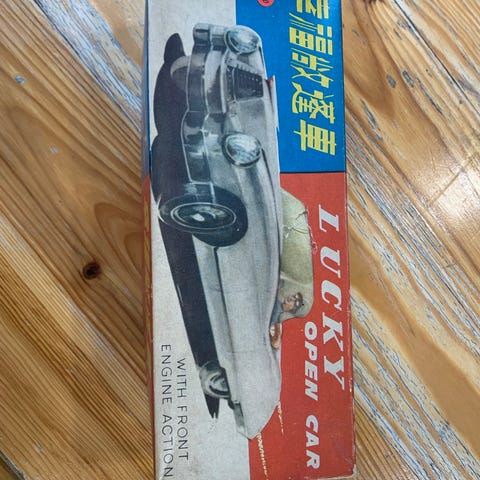 幸福敞篷車
LUCKY
OPEN CAR
WITH FRONT
ENGINE ACTION